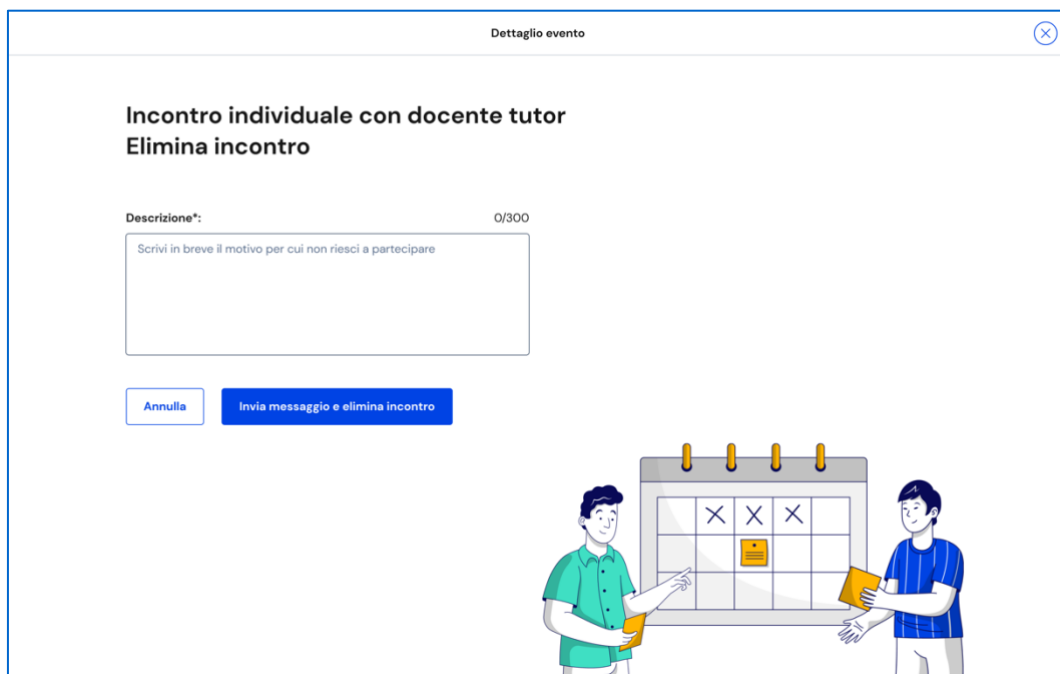 Dettaglio evento
Incontro individuale con docente tutor
Elimina incontro
Descrizione*:
0/300
Scrivi in breve il motivo per cui non riesci a partecipare
Annulla
Invia messaggio e elimina incontro